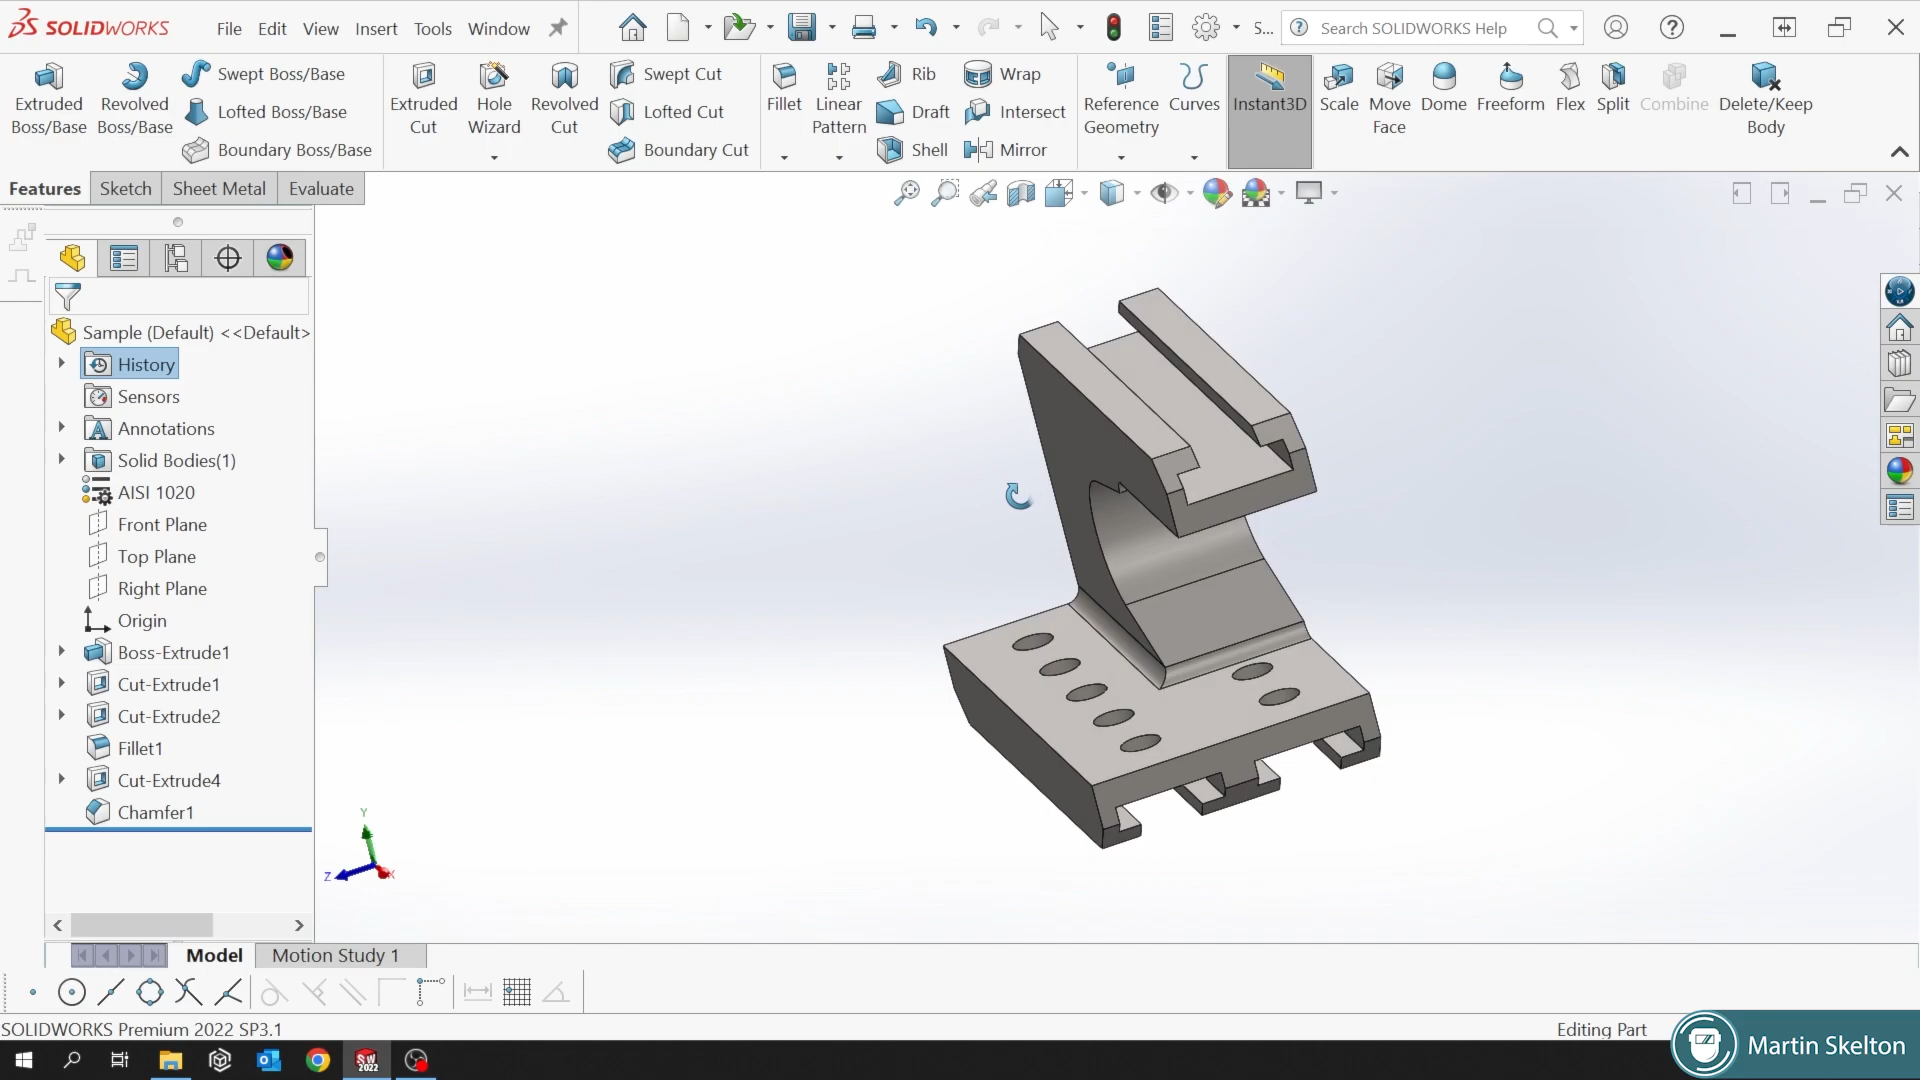 SOLIDWORKS File Edit View Insert Tools Window S... Search SOLIDWORKS Help
Extruded Boss/Base
Revolved Boss/Base
Swept Boss/Base
Lofted Boss/Base
Boundary Boss/Base
Extruded Cut
Hole Wizard
Revolved Cut
Swept Cut
Lofted Cut
Boundary Cut
Fillet
Linear Pattern
Rib
Draft
Shell
Wrap
Intersect
Mirror
Reference Geometry
Curves
Instant3D
Scale
Move Face
Dome
Freeform
Flex
Split
Combine
Delete/Keep Body
Features Sketch Sheet Metal Evaluate
Sample (Default) <<Default>
History
Sensors
Annotations
Solid Bodies(1)
AISI 1020
Front Plane
Top Plane
Right Plane
Origin
Boss-Extrude1
Cut-Extrude1
Cut-Extrude2
Fillet1
Cut-Extrude4
Chamfer1
Y
Z
X
Model Motion Study 1
SOLIDWORKS Premium 2022 SP3.1 Editing Part
SW 2022
Martin Skelton